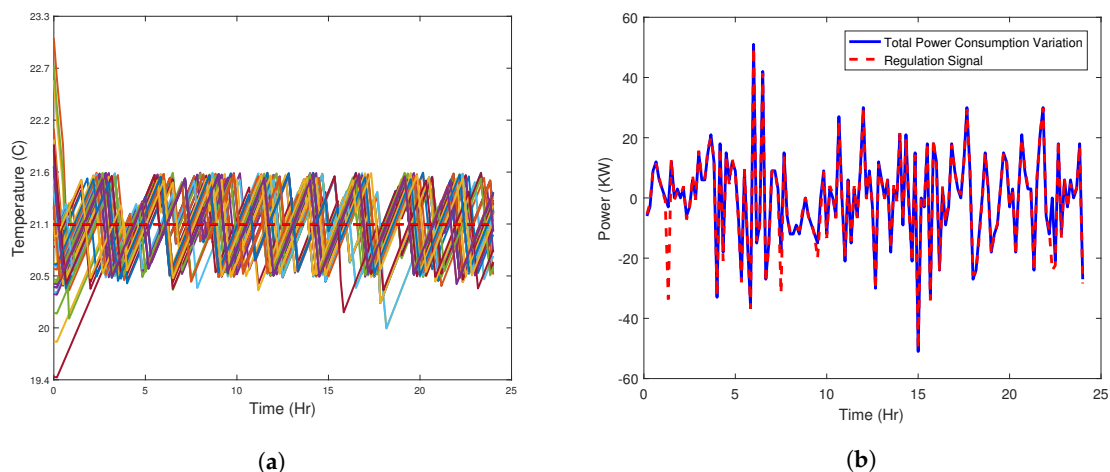 23.3
22.7
22.2
21.6
21.1
20.5
20
19.4
Temperature (C)
0 5 10 15 20 25
Time (Hr)
(a)
60
40
20
0
-20
-40
-60
Power (KW)
Total Power Consumption Variation
Regulation Signal
0 5 10 15 20 25
Time (Hr)
(b)